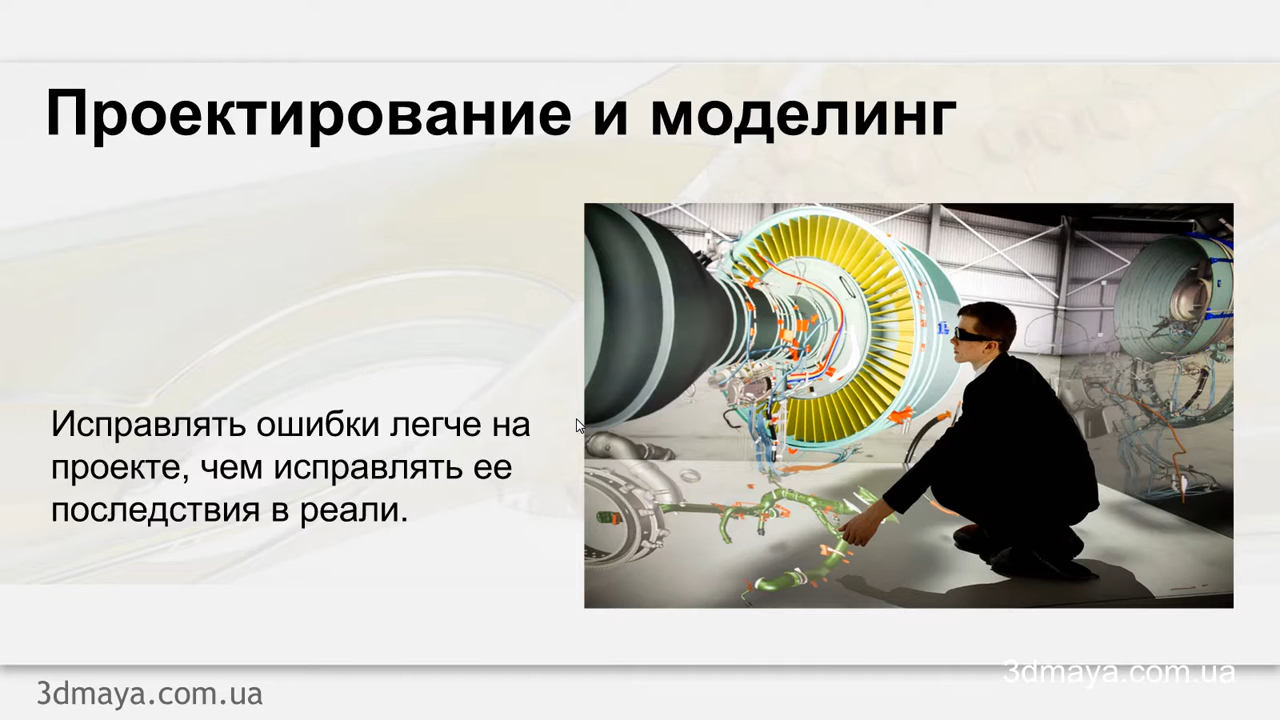 Проектирование и моделинг
Исправлять ошибки легче на
проекте, чем исправлять ее
последствия в реали.
3dmaya.com.ua
3dmaya.com.ua